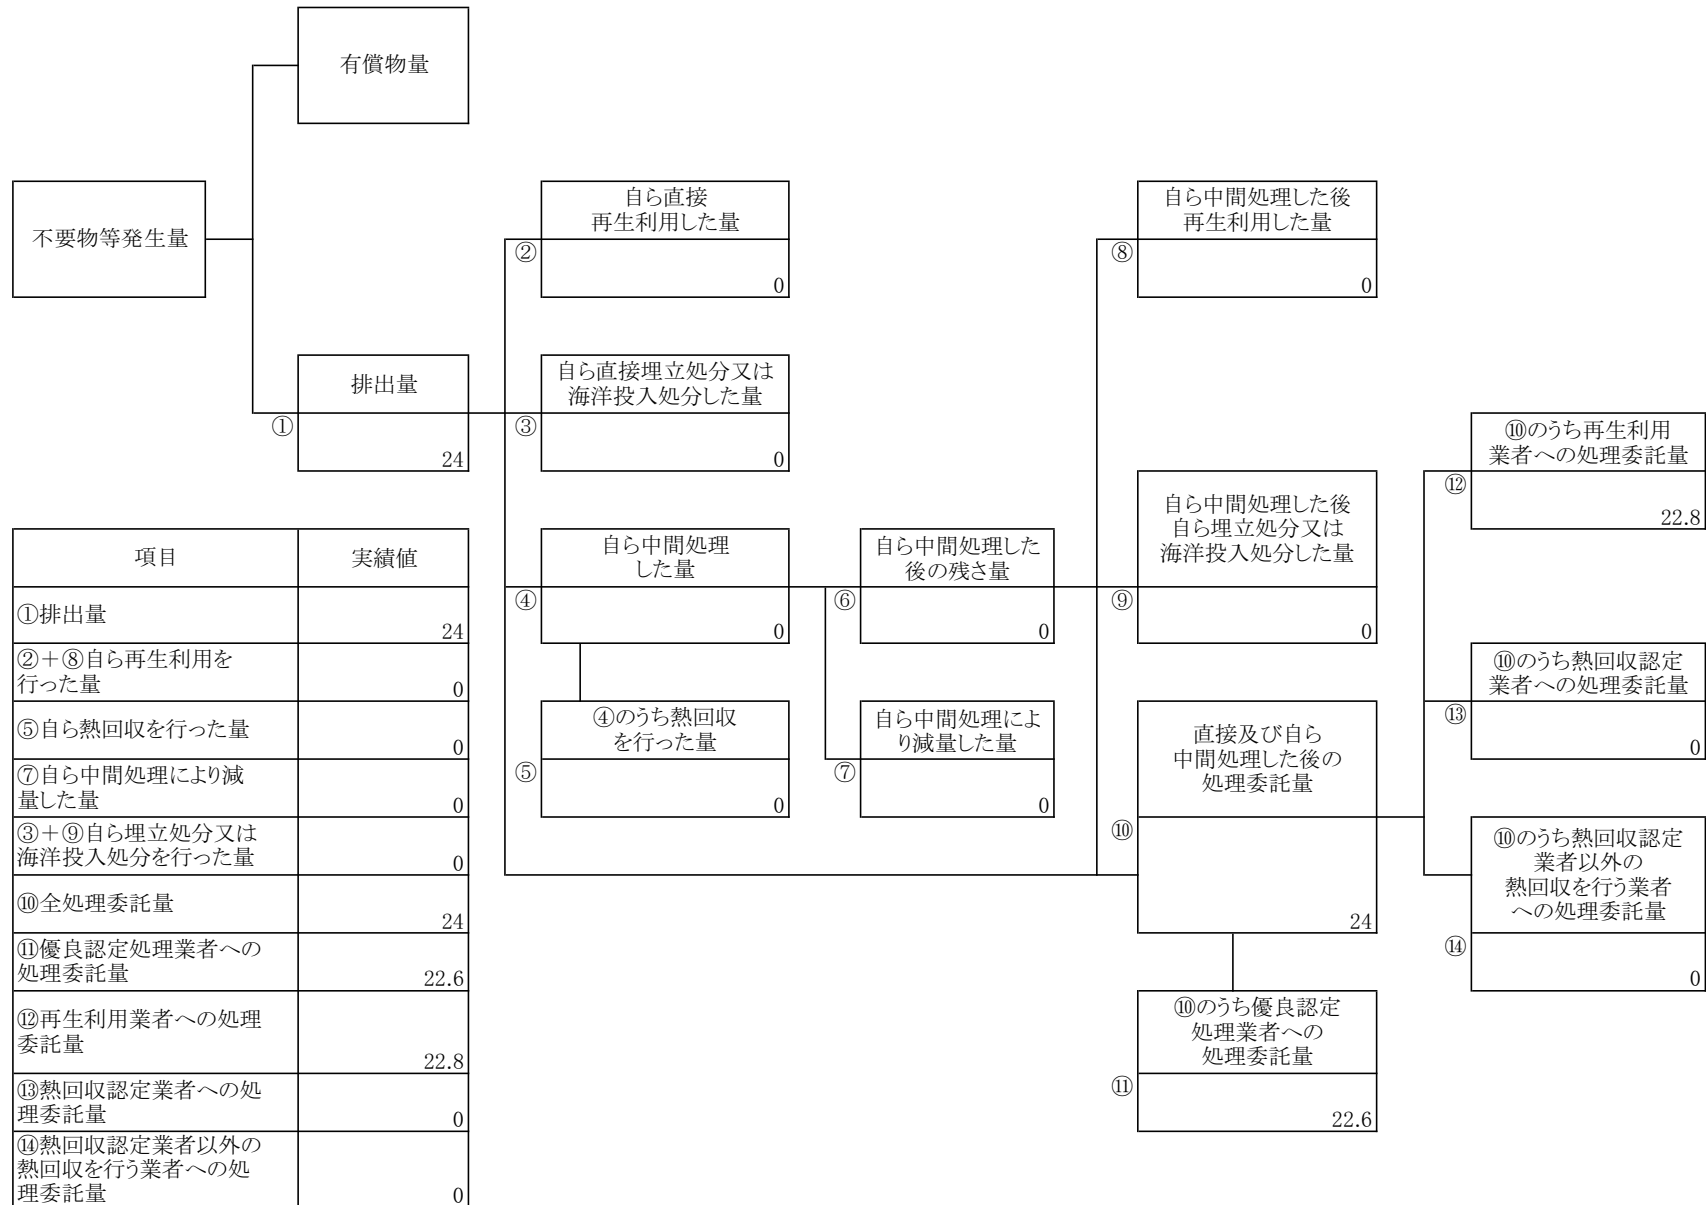 有償物量
不要物等発生量
自ら直接
再生利用した量
②
0
自ら中間処理した後
再生利用した量
⑧
0
排出量
①
24
自ら直接埋立処分又は
海洋投入処分した量
③
0
⑩のうち再生利用
業者への処理委託量
⑫
22.8
自ら中間処理
した量
④
0
自ら中間処理した
後の残さ量
⑥
0
自ら中間処理した後
自ら埋立処分又は
海洋投入処分した量
⑨
0
⑩のうち熱回収認定
業者への処理委託量
⑬
0
④のうち熱回収
を行った量
⑤
0
自ら中間処理によ
り減量した量
⑦
0
直接及び自ら
中間処理した後の
処理委託量
⑩
24
⑩のうち熱回収認定
業者以外の
熱回収を行う業者
への処理委託量
⑭
0
⑩のうち優良認定
処理業者への
処理委託量
⑪
22.6
項目
実績値
①排出量
24
②＋⑧自ら再生利用を
行った量
0
⑤自ら熱回収を行った量
0
⑦自ら中間処理により減
量した量
0
③＋⑨自ら埋立処分又は
海洋投入処分を行った量
0
⑩全処理委託量
24
⑪優良認定処理業者への
処理委託量
22.6
⑫再生利用業者への処理
委託量
22.8
⑬熱回収認定業者への処
理委託量
0
⑭熱回収認定業者以外の
熱回収を行う業者への処
理委託量
0